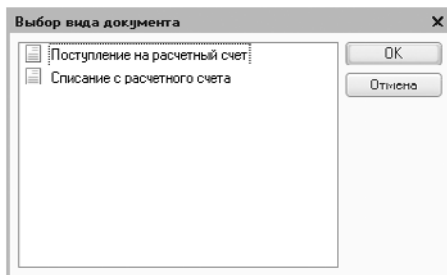 Выбор вида документа
Поступление на расчетный счет
OK
Списание с расчетного счета
Отмена